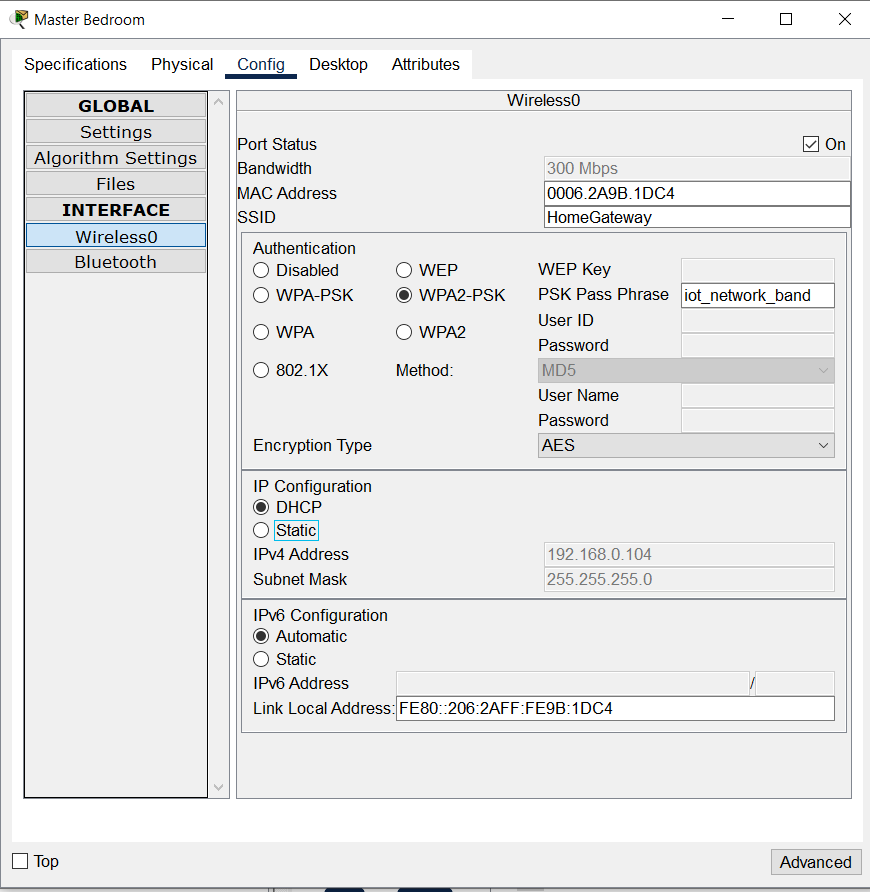 Master Bedroom
Specifications Physical Config Desktop Attributes
GLOBAL
Settings
Algorithm Settings
Files
INTERFACE
Wireless0
Bluetooth
Wireless0
Port Status On
Bandwidth 300 Mbps
MAC Address 0006.2A9B.1DC4
SSID HomeGateway
Authentication
Disabled WEP WEP Key
WPA-PSK WPA2-PSK PSK Pass Phrase iot_network_band
User ID
WPA WPA2
Password
802.1X Method: MD5
User Name
Password
Encryption Type AES
IP Configuration
DHCP
Static
IPv4 Address 192.168.0.104
Subnet Mask 255.255.255.0
IPv6 Configuration
Automatic
Static
IPv6 Address /
Link Local Address: FE80::206:2AFF:FE9B:1DC4
Top Advanced